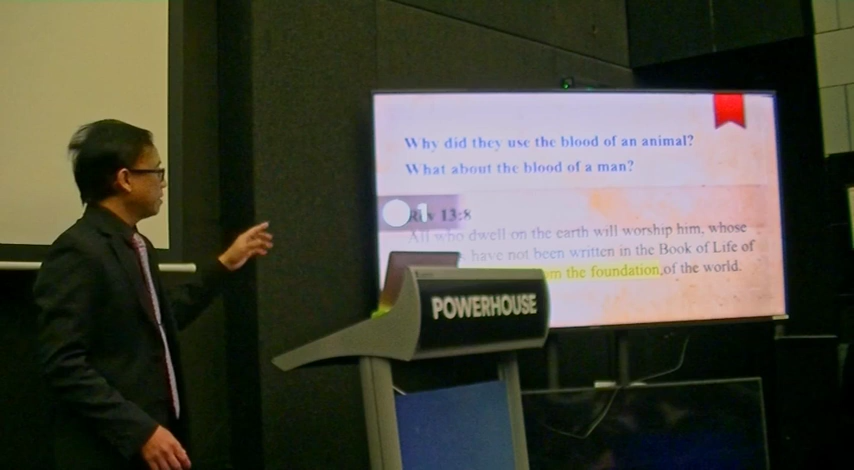 Why did they use the blood of an animal?
What about the blood of a man?
13:8
All who dwell on the earth will worship him, whose
have not been written in the Book of Life of
the foundation,of the world.
POWERHOUSE